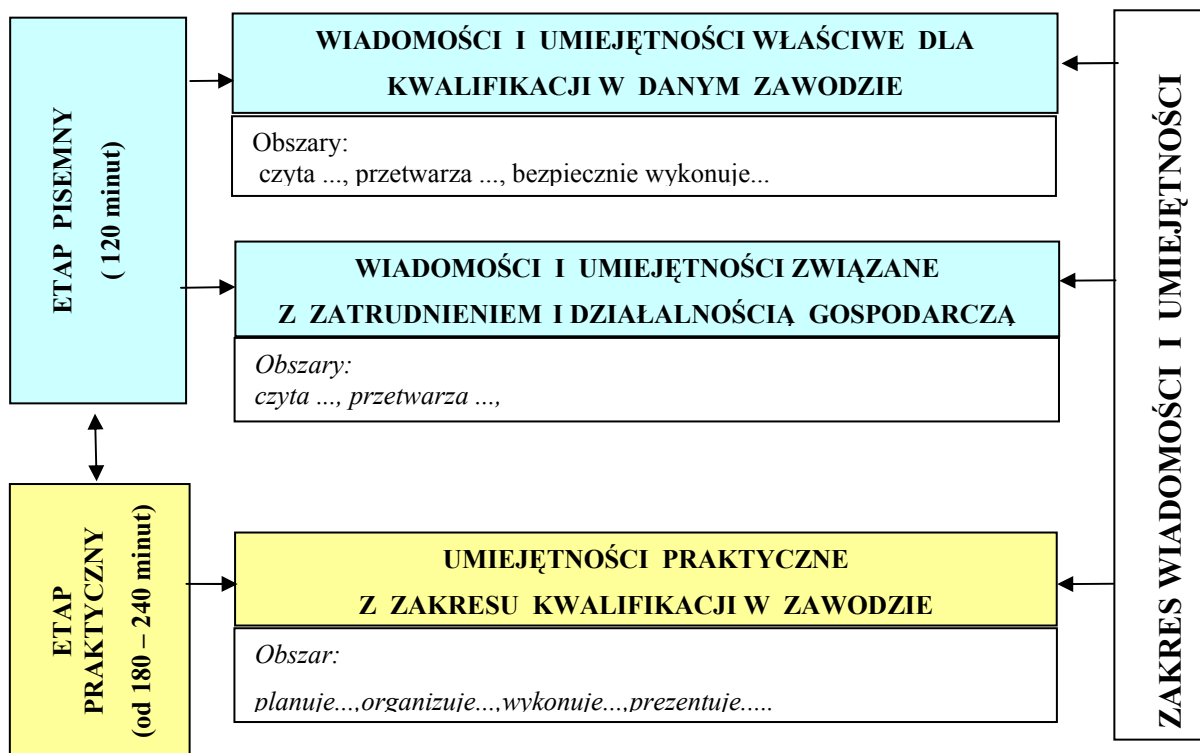 ETAP PISEMNY
( 120 minut)
WIADOMOŚCI I UMIEJĘTNOŚCI WŁAŚCIWE DLA
KWALIFIKACJI W DANYM ZAWODZIE
Obszary:
czyta ..., przetwarza ..., bezpiecznie wykonuje...
WIADOMOŚCI I UMIEJĘTNOŚCI ZWIĄZANE
Z ZATRUDNIENIEM I DZIAŁALNOŚCIĄ GOSPODARCZĄ
Obszary:
czyta ..., przetwarza ...,
ETAP
PRAKTYCZNY
(od 180 – 240 minut)
UMIEJĘTNOŚCI PRAKTYCZNE
Z ZAKRESU KWALIFIKACJI W ZAWODZIE
Obszar:
planuje...,organizuje...,wykonuje...,prezentuje.....
ZAKRES WIADOMOŚCI I UMIEJĘTNOŚCI